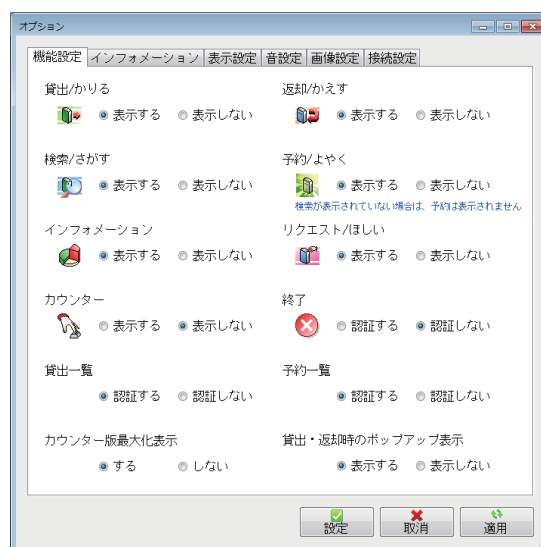 オプション
機能設定 インフォメーション 表示設定 音設定 画像設定 接続設定
貸出/かりる 返却/かえす
表示する 表示しない 表示する 表示しない
検索/さがす 予約/よやく
表示する 表示しない 表示する 表示しない
検索が表示されていない場合は、予約は表示されません
インフォメーション リクエスト/ほしい
表示する 表示しない 表示する 表示しない
カウンター 終了
表示する 表示しない 認証する 認証しない
貸出一覧 予約一覧
認証する 認証しない 認証する 認証しない
カウンター版最大化表示 貸出・返却時のポップアップ表示
する しない 表示する 表示しない
設定 取消 適用